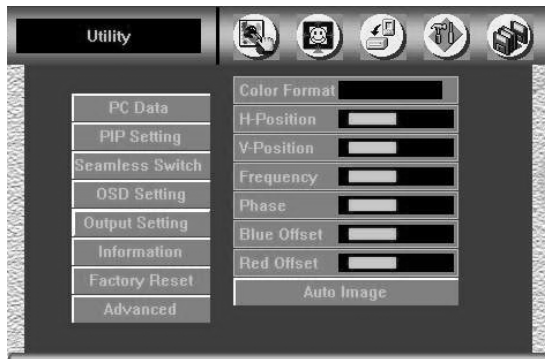 Utility
PC Data
PIP Setting
Seamless Switch
OSD Setting
Output Setting
Information
Factory Reset
Advanced
Color Format
H-Position
V-Position
Frequency
Phase
Blue Offset
Red Offset
Auto Image